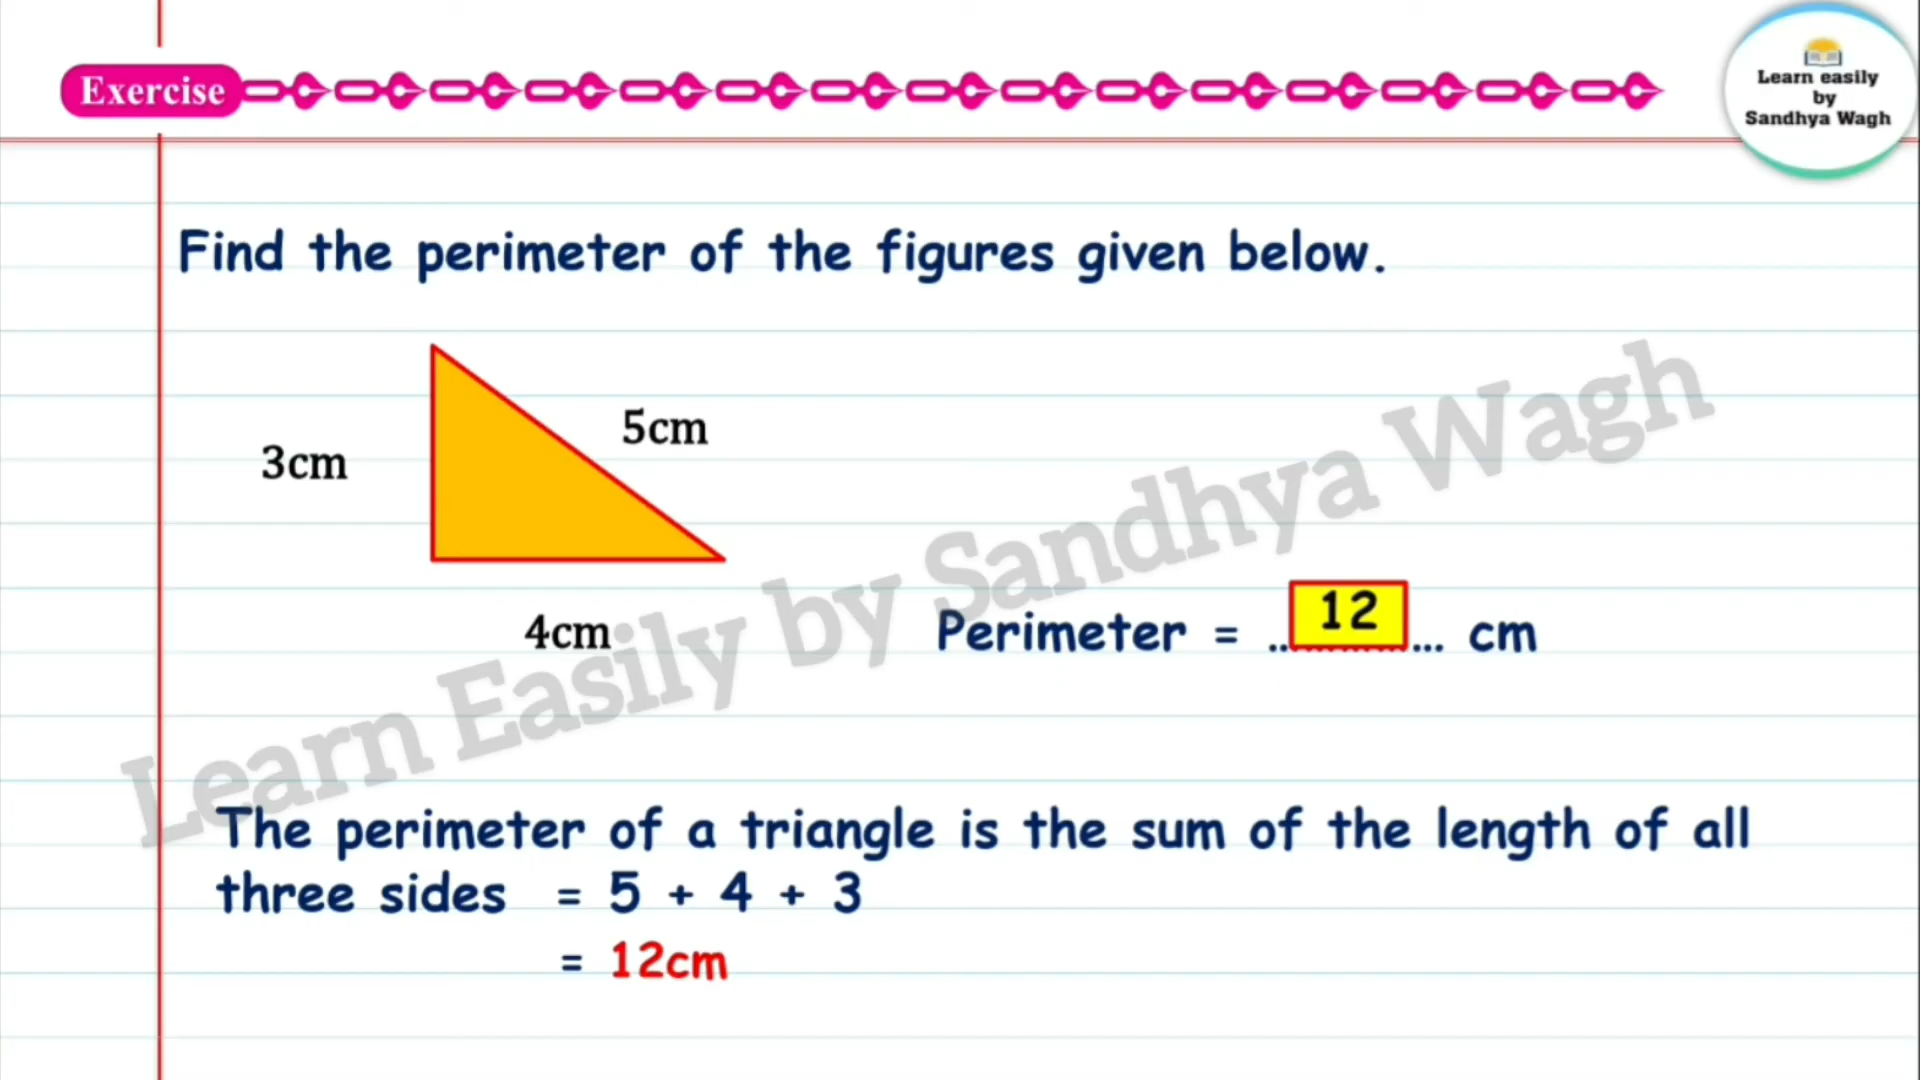 Exercise
Learn easily
by
Sandhya Wagh
Find the perimeter of the figures given below.
5cm
3cm
4cm
Perimeter = ..12... cm
Learn Easily by Sandhya Wagh
The perimeter of a triangle is the sum of the length of all
three sides = 5 + 4 + 3
= 12cm